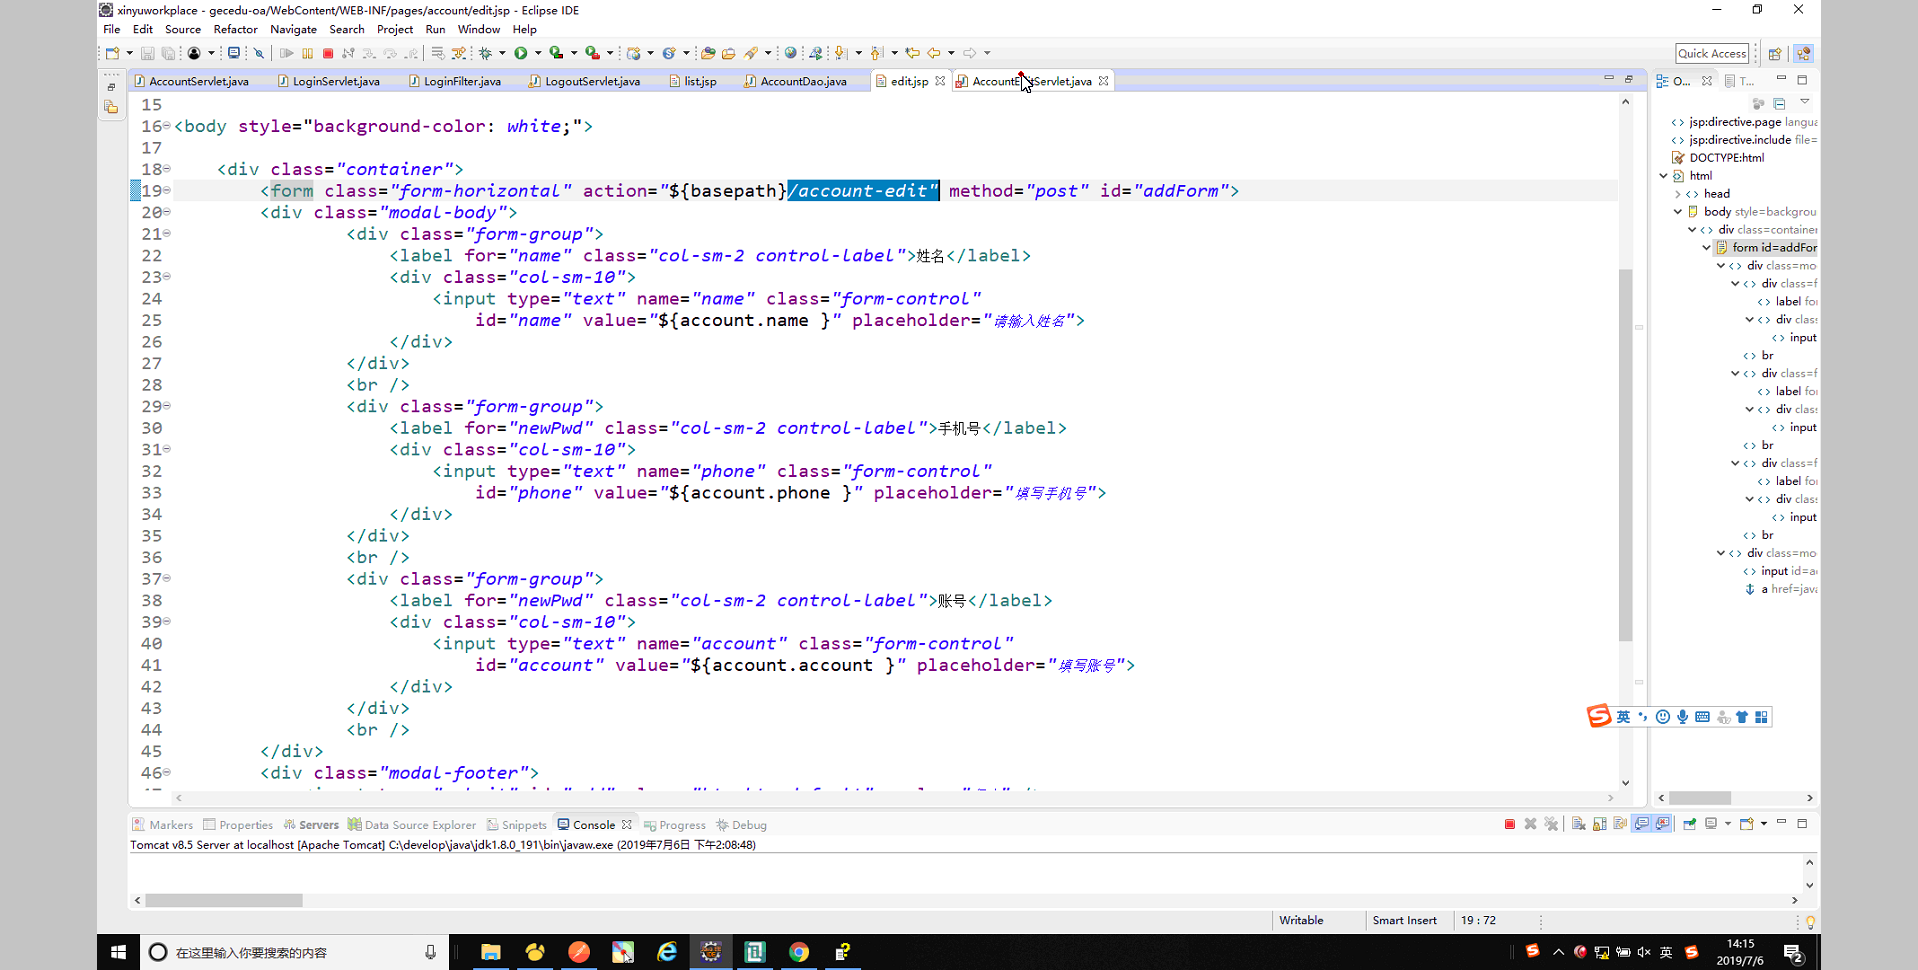 xinyuworkplace - gecedu-oa/WebContent/WEB-INF/pages/account/edit.jsp - Eclipse IDE
File Edit Source Refactor Navigate Search Project Run Window Help
Quick Access
AccountServlet.java LoginServlet.java LoginFilter.java LogoutServlet.java list.jsp AccountDao.java edit.jsp
15
16 <body style="background-color: white;">
17
18 <div class="container">
19 <form class="form-horizontal" action="${basepath}/account-edit" method="post" id="addForm">
20 <div class="modal-body">
21 <div class="form-group">
22 <label for="name" class="col-sm-2 control-label">姓名</label>
23 <div class="col-sm-10">
24 <input type="text" name="name" class="form-control"
25 id="name" value="${account.name }" placeholder="请输入姓名">
26 </div>
27 </div>
28 <br />
29 <div class="form-group">
30 <label for="newPwd" class="col-sm-2 control-label">手机号</label>
31 <div class="col-sm-10">
32 <input type="text" name="phone" class="form-control"
33 id="phone" value="${account.phone }" placeholder="填写手机号">
34 </div>
35 </div>
36 <br />
37 <div class="form-group">
38 <label for="newPwd" class="col-sm-2 control-label">账号</label>
39 <div class="col-sm-10">
40 <input type="text" name="account" class="form-control"
41 id="account" value="${account.account }" placeholder="填写账号">
42 </div>
43 </div>
44 <br />
45 </div>
46 <div class="modal-footer">
O... T...
jsp:directive.page langua
jsp:directive.include file=
DOCTYPE:html
html
head
body style=backgrou
div class=container
form id=addFor
div class=mo
div class=f
label fo
div clas
input
br
div class=f
label fo
div clas
input
br
div class=f
label fo
div clas
input
br
div class=mo
input id=a
a href=java
英
Markers Properties Servers Data Source Explorer Snippets Console Progress Debug
Tomcat v8.5 Server at localhost [Apache Tomcat] C:\develop\java\jdk1.8.0_191\bin\javaw.exe (2019年7月6日 下午2:08:48)
Writable Smart Insert 19 : 72
在这里输入你要搜索的内容
英
14:15
2019/7/6
2